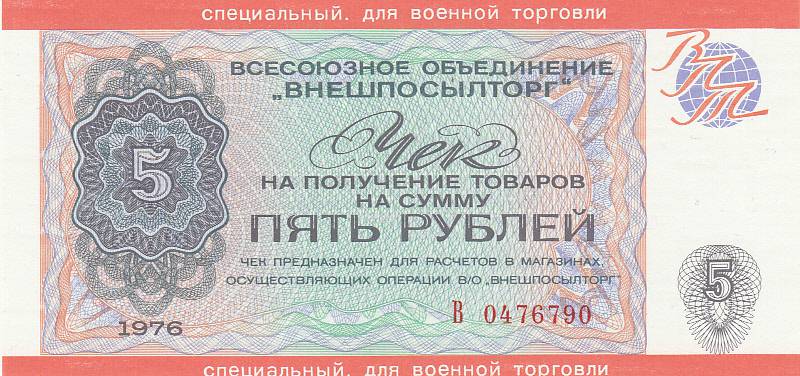 специальный. для военной торговли
ВПТ
ВСЕСОЮЗНОЕ ОБЪЕДИНЕНИЕ
„ВНЕШПОСЫЛТОРГ"
Чек
НА ПОЛУЧЕНИЕ ТОВАРОВ
НА СУММУ
ПЯТЬ РУБЛЕЙ
5
ЧЕК ПРЕДНАЗНАЧЕН ДЛЯ РАСЧЕТОВ В МАГАЗИНАХ,
ОСУЩЕСТВЛЯЮЩИХ ОПЕРАЦИИ В/О „ВНЕШПОСЫЛТОРГ"
5
1976
В 0476790
специальный. для военной торговли